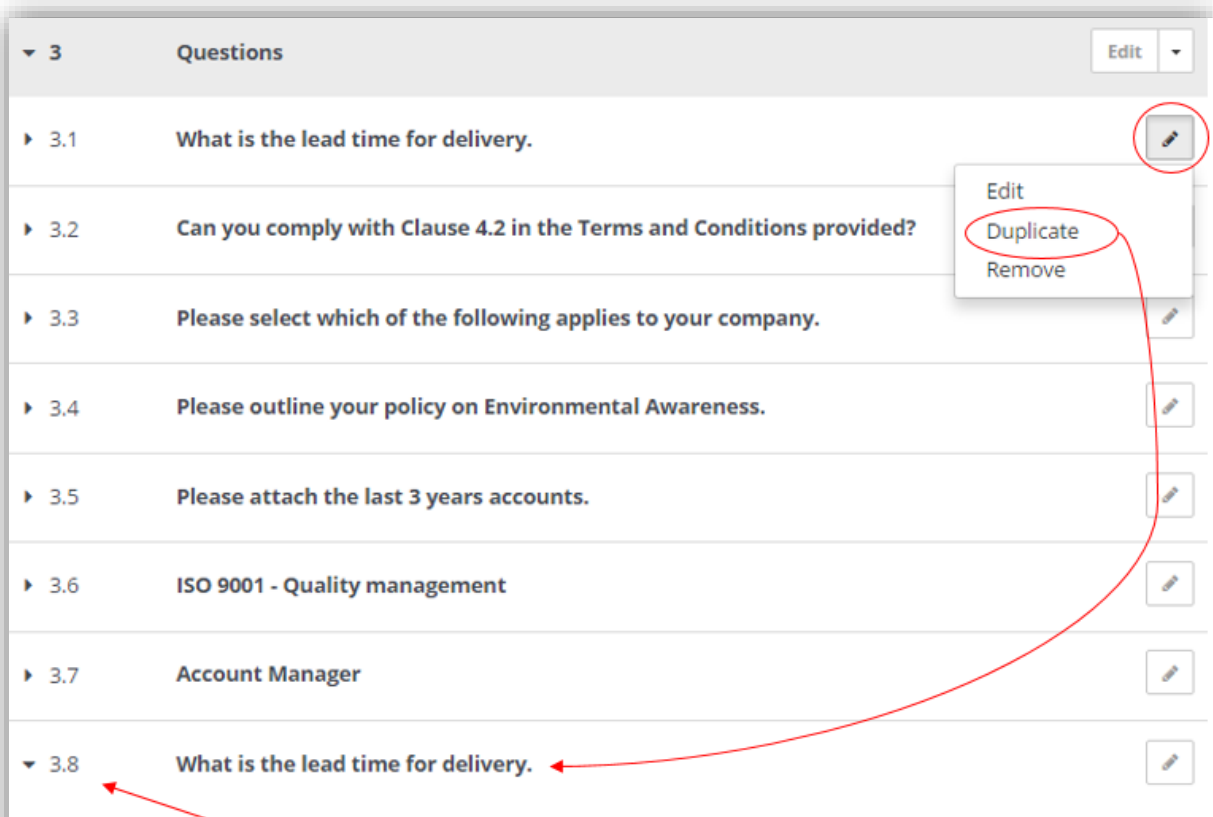 3 Questions Edit
3.1 What is the lead time for delivery.
Edit
3.2 Can you comply with Clause 4.2 in the Terms and Conditions provided? Duplicate
Remove
3.3 Please select which of the following applies to your company.
3.4 Please outline your policy on Environmental Awareness.
3.5 Please attach the last 3 years accounts.
3.6 ISO 9001 - Quality management
3.7 Account Manager
3.8 What is the lead time for delivery.